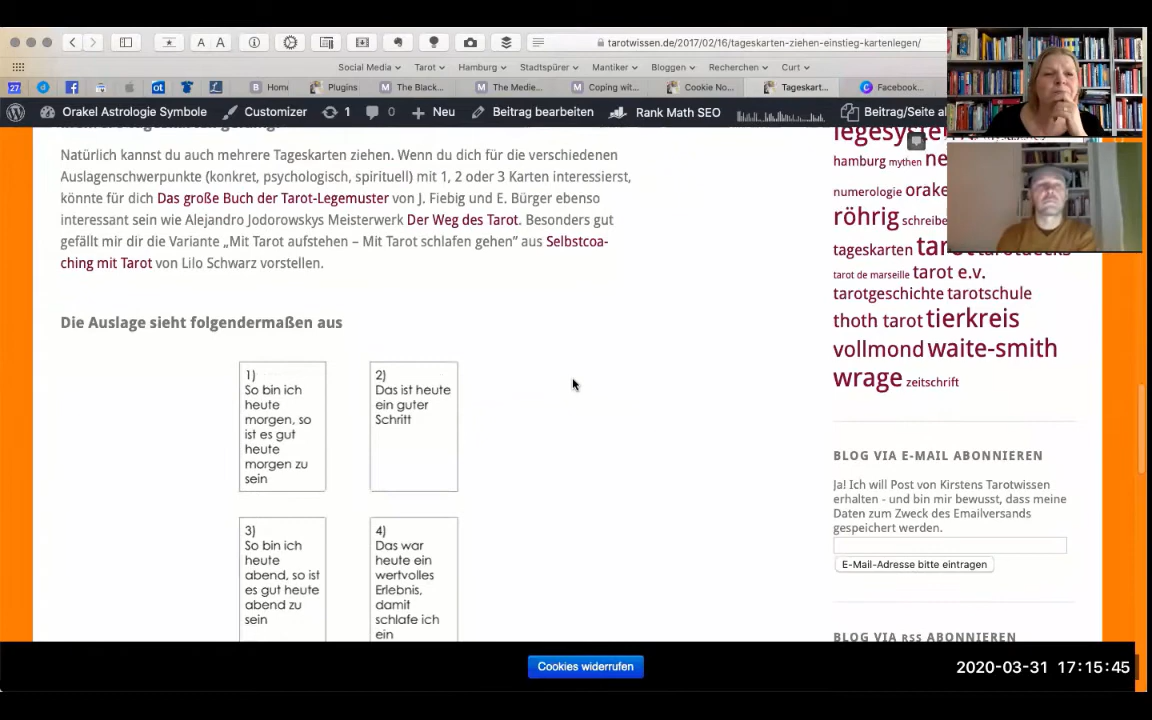 tarotwissen.de/2017/02/16/tageskarten-ziehen-einstieg-kartenlegen/
Social Media Tarot Hamburg Stadtspürer Mantiker Bloggen Recherchen Curt
27 Home Plugins The Black... The Medie... Coping wit... Cookie No... Tageskart... Facebook...
Orakel Astrologie Symbole Customizer 1 0 Neu Beitrag bearbeiten Rank Math SEO Beitrag/Seite
Natürlich kannst du auch mehrere Tageskarten ziehen. Wenn du dich für die verschiedenen
Auslagenschwerpunkte (konkret, psychologisch, spirituell) mit 1, 2 oder 3 Karten interessierst,
könnte für dich Das große Buch der Tarot-Legemuster von J. Fiebig und E. Bürger ebenso
interessant sein wie Alejandro Jodorowskys Meisterwerk Der Weg des Tarot. Besonders gut
gefällt mir dir die Variante „Mit Tarot aufstehen – Mit Tarot schlafen gehen" aus Selbstcoa-
ching mit Tarot von Lilo Schwarz vorstellen.
Die Auslage sieht folgendermaßen aus
1)
So bin ich
heute
morgen, so
ist es gut
heute
morgen zu
sein
2)
Das ist heute
ein guter
Schritt
3)
So bin ich
heute
abend, so ist
es gut heute
abend zu
sein
4)
Das war
heute ein
wertvolles
Erlebnis,
damit
schlafe ich
ein
hamburg mythen ne
numerologie orake
röhrig schreibe
tageskarten tarot tarotdecks
tarot de marseille tarot e.v.
tarotgeschichte tarotschule
thoth tarot tierkreis
vollmond waite-smith
wrage zeitschrift
BLOG VIA E-MAIL ABONNIEREN
Ja! Ich will Post von Kirstens Tarotwissen
erhalten - und bin mir bewusst, dass meine
Daten zum Zweck des Emailversands
gespeichert werden.
E-Mail-Adresse bitte eintragen
BLOG VIA RSS ABONNIEREN
Cookies widerrufen
2020-03-31 17:15:45